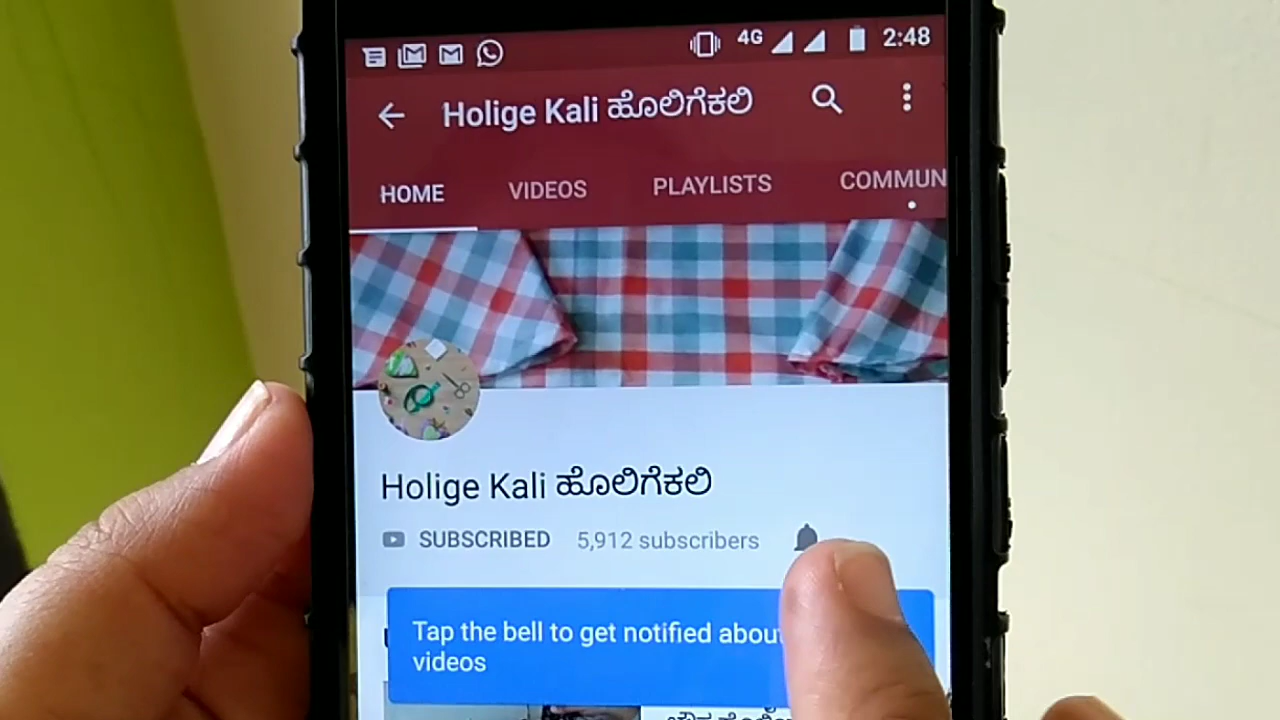 4G 2:48
Holige Kali ಹೊಲಿಗೆಕಲಿ
HOME VIDEOS PLAYLISTS COMMUN
Holige Kali ಹೊಲಿಗೆಕಲಿ
SUBSCRIBED 5,912 subscribers
Tap the bell to get notified about
videos